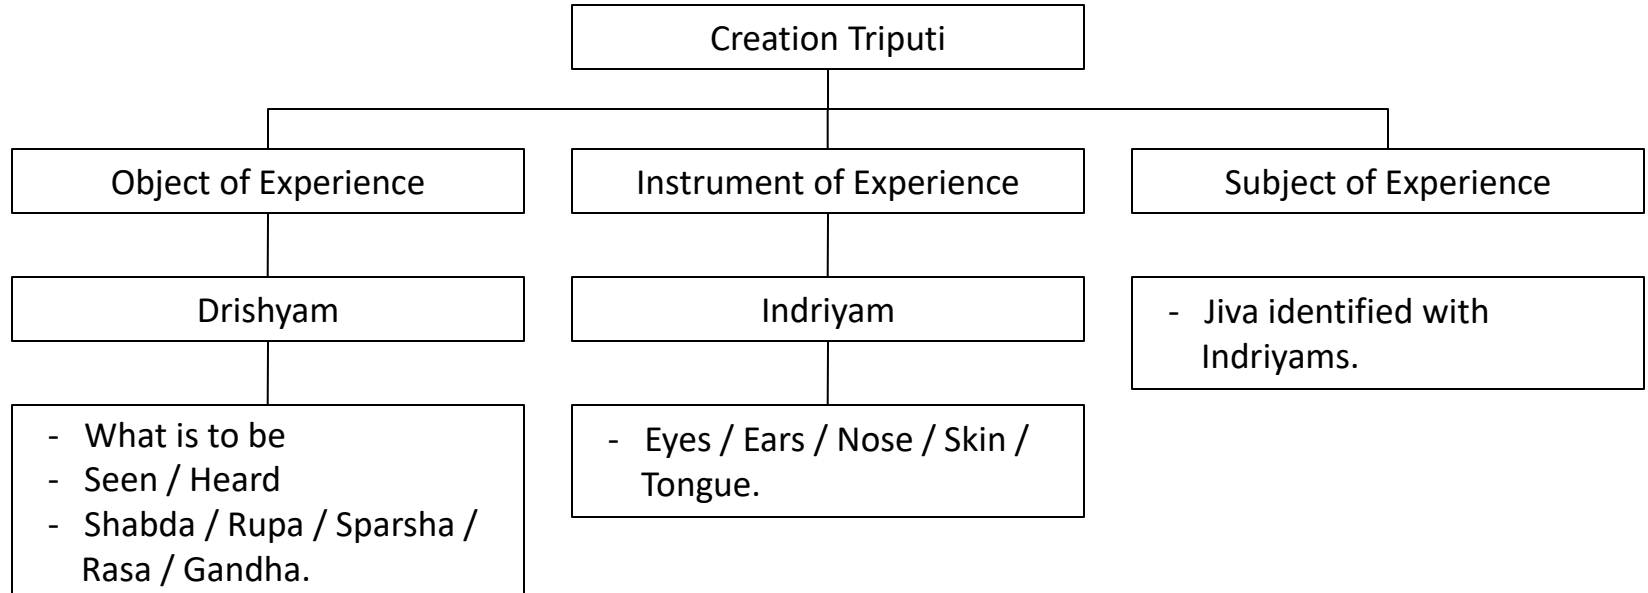 Creation Triputi
Object of Experience
Instrument of Experience
Subject of Experience
Drishyam
Indriyam
- Jiva identified with
Indriyams.
- What is to be
- Seen / Heard
- Shabda / Rupa / Sparsha /
Rasa / Gandha.
- Eyes / Ears / Nose / Skin /
Tongue.